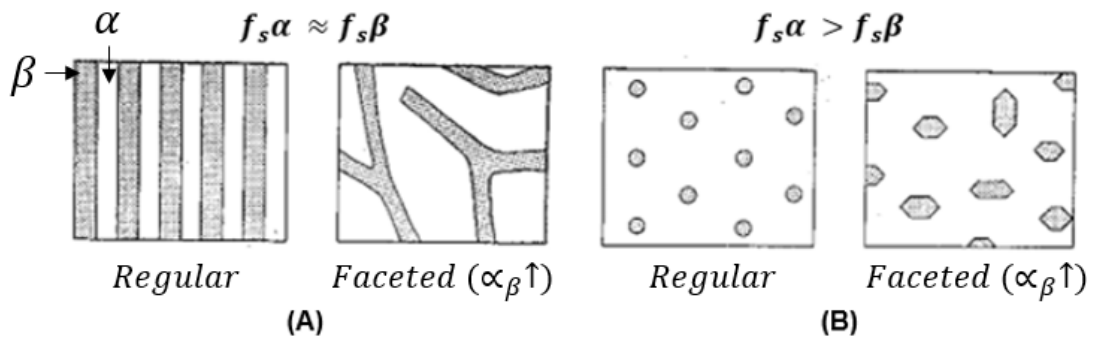 α
β
f_sα ≈ f_sβ
f_sα > f_sβ
Regular
Faceted (∝_β↑)
Regular
Faceted (∝_β↑)
(A)
(B)